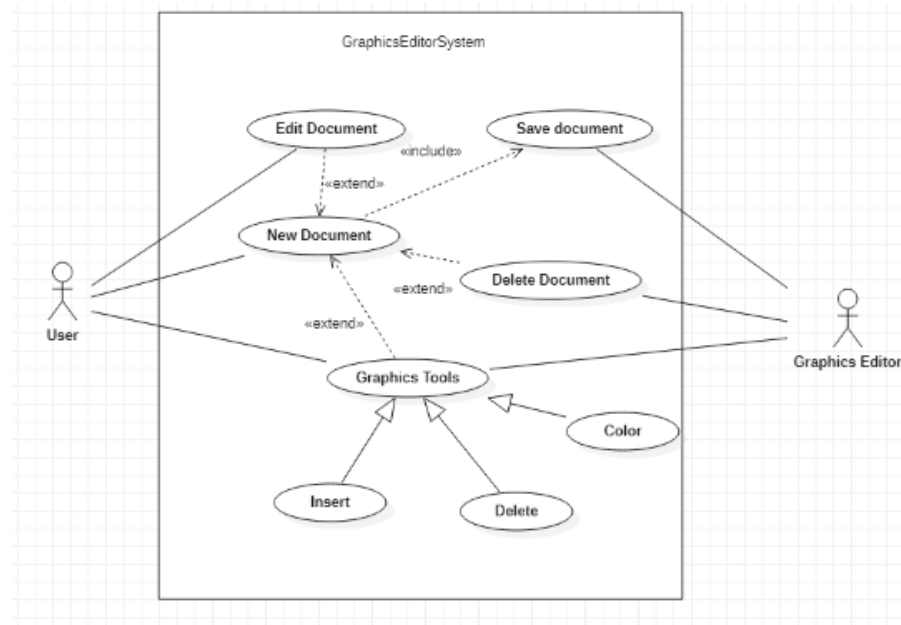 GraphicsEditorSystem
Edit Document
Save document
«include»
«extend»
New Document
Delete Document
«extend»
«extend»
User
Graphics Editor
Graphics Tools
Color
Insert
Delete